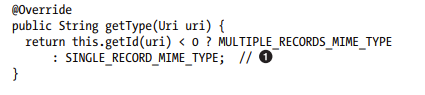 @Override
public String getType(Uri uri) {
  return this.getId(uri) < 0 ? MULTIPLE_RECORDS_MIME_TYPE
      : SINGLE_RECORD_MIME_TYPE;  // ❶
}